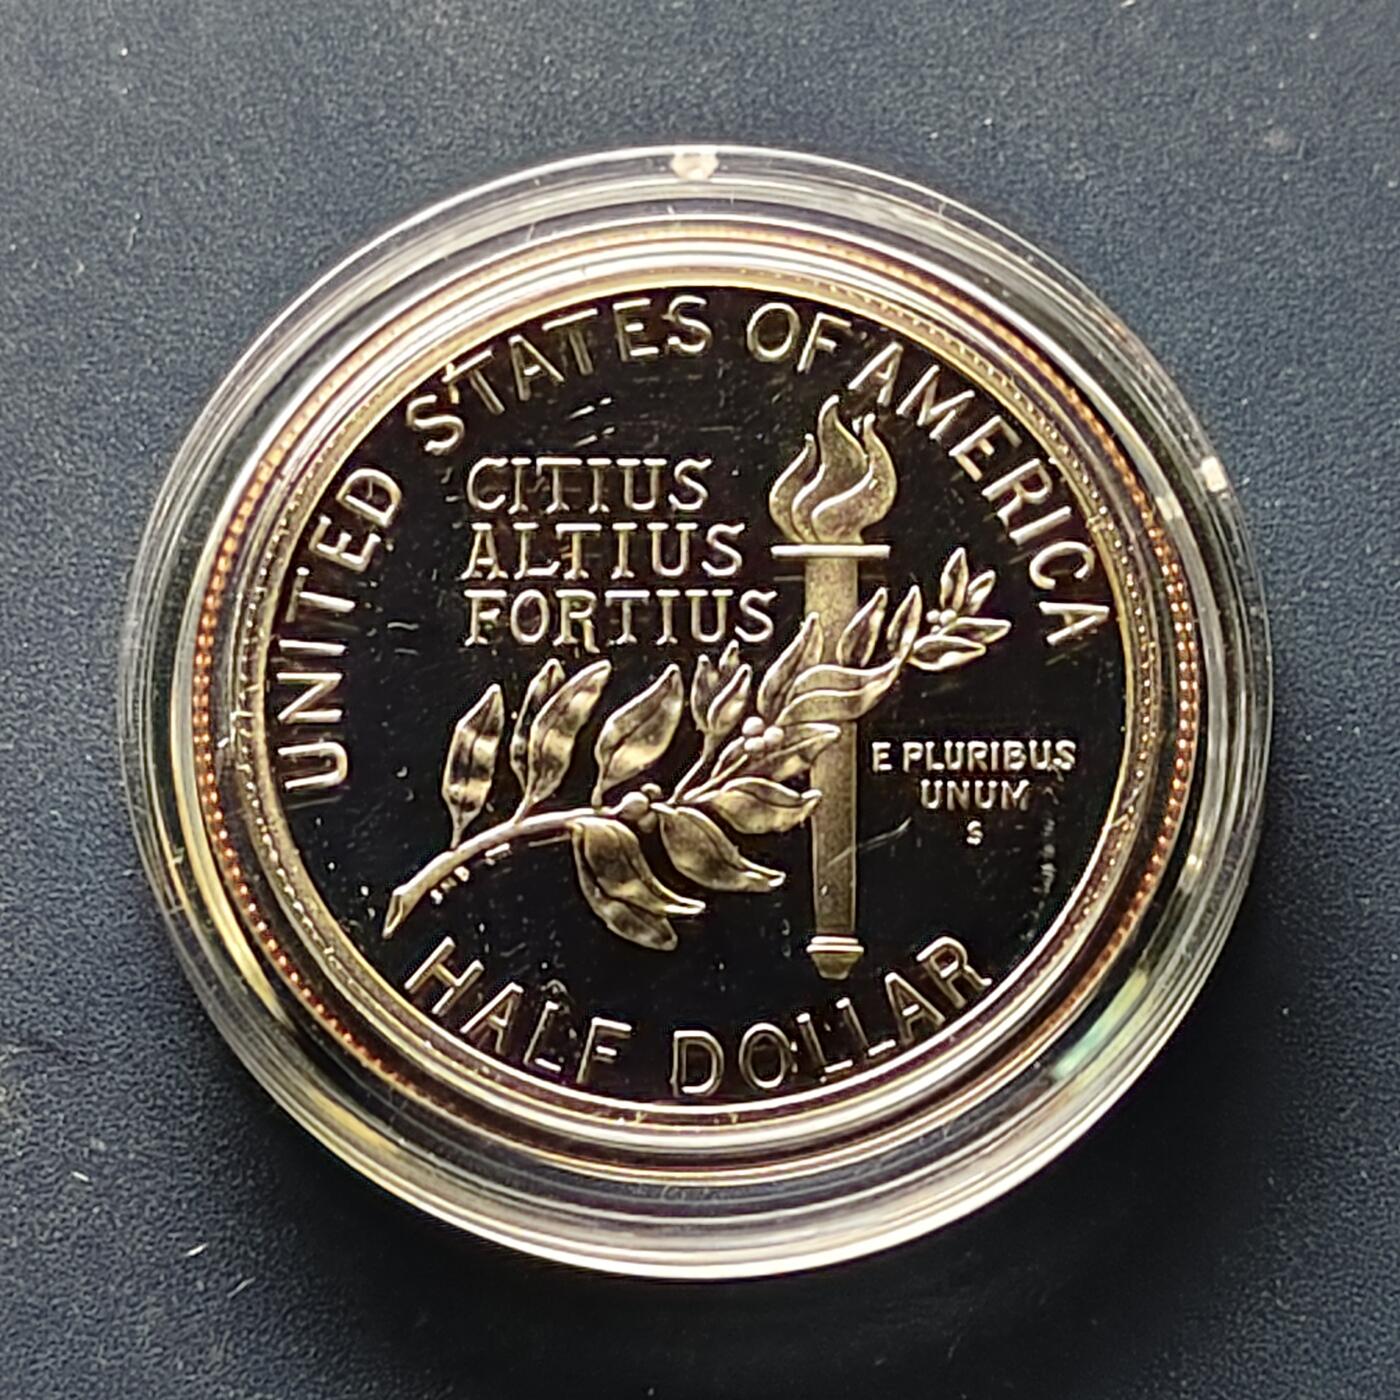 UNITED STATES OF AMERICA
CITIUS
ALTIUS
FORTIUS
E PLURIBUS
UNUM
S
HALF DOLLAR